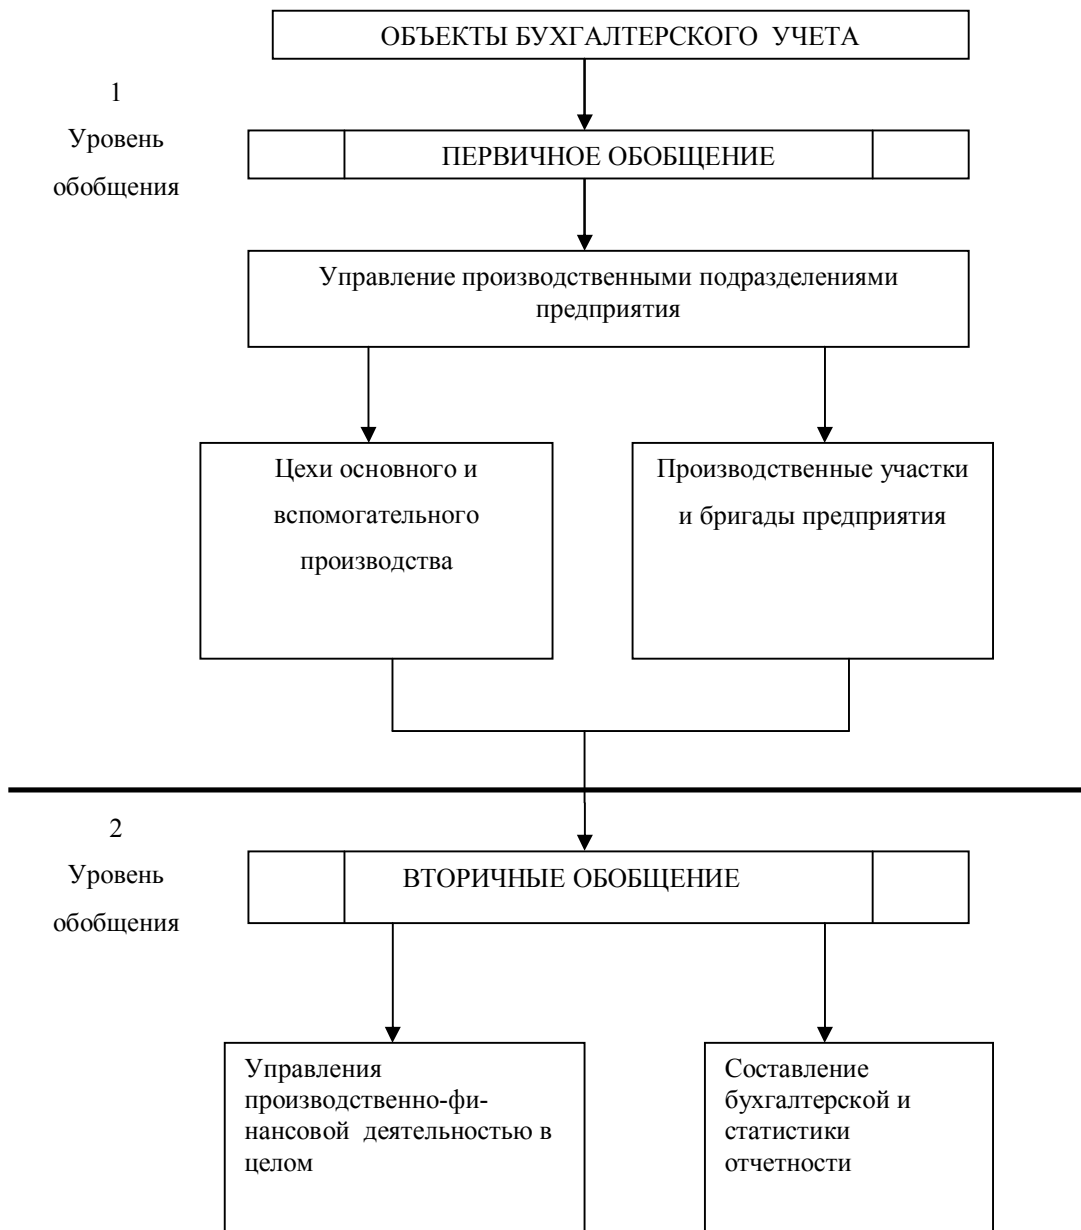 ОБЪЕКТЫ БУХГАЛТЕРСКОГО УЧЕТА
1
Уровень
обобщения
ПЕРВИЧНОЕ ОБОБЩЕНИЕ
Управление производственными подразделениями
предприятия
Цехи основного и
вспомогательного
производства
Производственные участки
и бригады предприятия
2
Уровень
обобщения
ВТОРИЧНЫЕ ОБОБЩЕНИЕ
Управления
производственно-фи-
нансовой деятельностью в
целом
Составление
бухгалтерской и
статистики
отчетности